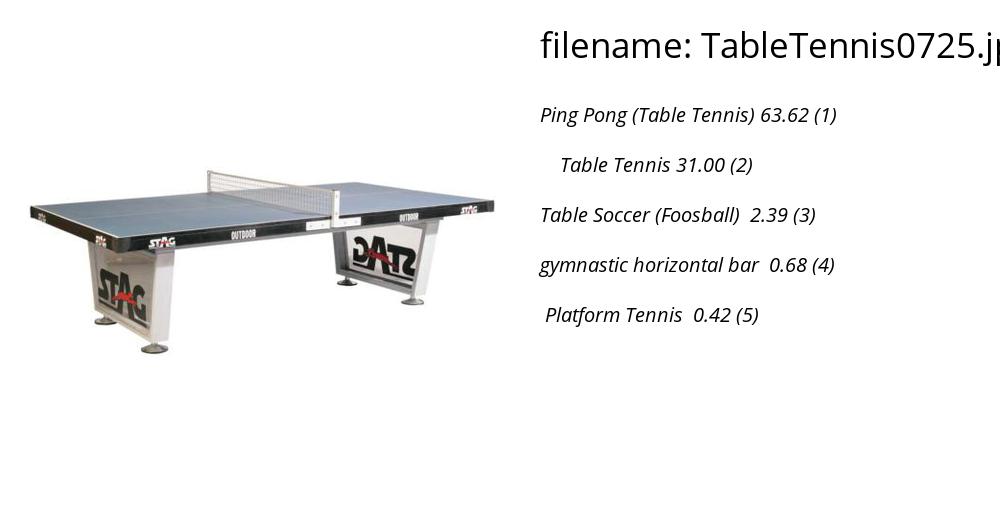 filename: TableTennis0725.jp
Ping Pong (Table Tennis) 63.62 (1)
Table Tennis 31.00 (2)
Table Soccer (Foosball)  2.39 (3)
gymnastic horizontal bar  0.68 (4)
Platform Tennis  0.42 (5)
STAG
OUTDOOR
OUTDOOR
STAG
STAG
STAG